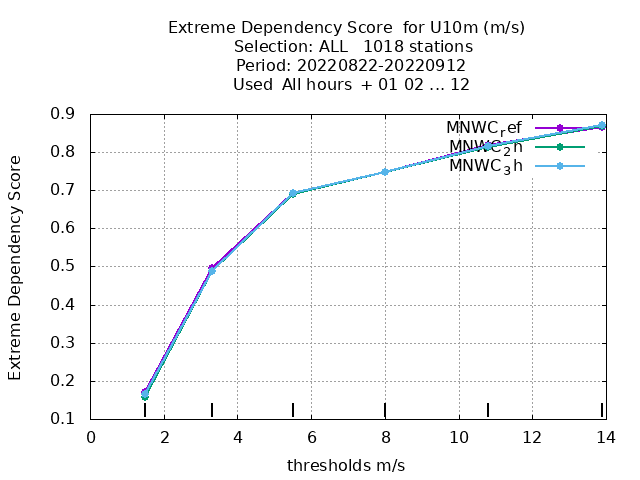 Extreme Dependency Score for U10m (m/s)
Selection: ALL 1018 stations
Period: 20220822-20220912
Used All hours + 01 02 ... 12
Extreme Dependency Score
0.9
0.8
0.7
0.6
0.5
0.4
0.3
0.2
0.1
MNWC_ref
MNWC_2h
MNWC_3h
0 2 4 6 8 10 12 14
thresholds m/s